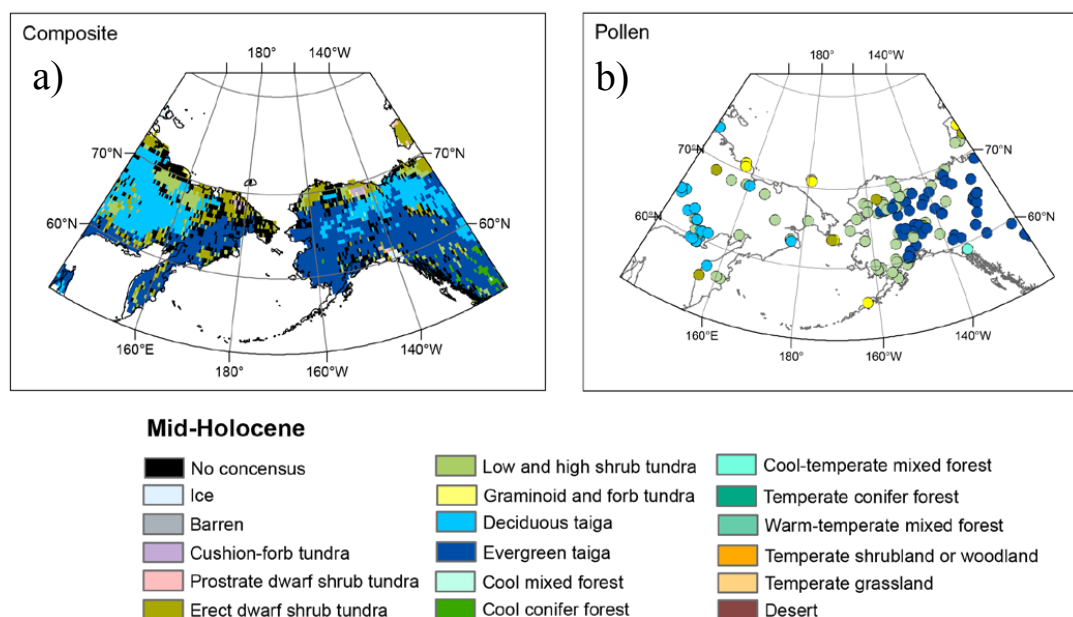 Composite
a)
180°
140°W
70°N
70°N
60°N
60°N
160°E
140°W
180°
160°W
Pollen
b)
180°
140°W
70°N
70°N
60°N
60°N
160°E
140°W
180°
160°W
Mid-Holocene
No concensus
Ice
Barren
Cushion-forb tundra
Prostrate dwarf shrub tundra
Erect dwarf shrub tundra
Low and high shrub tundra
Graminoid and forb tundra
Deciduous taiga
Evergreen taiga
Cool mixed forest
Cool conifer forest
Cool-temperate mixed forest
Temperate conifer forest
Warm-temperate mixed forest
Temperate shrubland or woodland
Temperate grassland
Desert